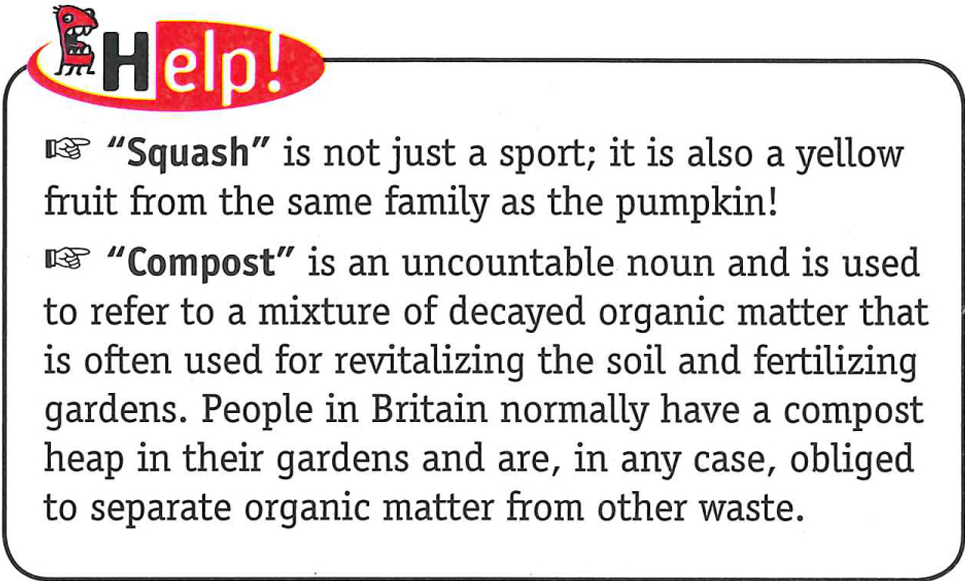 Help!
☞ "Squash" is not just a sport; it is also a yellow
fruit from the same family as the pumpkin!
☞ "Compost" is an uncountable noun and is used
to refer to a mixture of decayed organic matter that
is often used for revitalizing the soil and fertilizing
gardens. People in Britain normally have a compost
heap in their gardens and are, in any case, obliged
to separate organic matter from other waste.